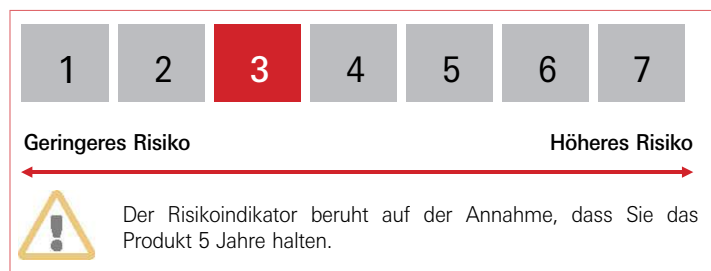 1 2 3 4 5 6 7
Geringeres Risiko Höheres Risiko
Der Risikoindikator beruht auf der Annahme, dass Sie das
Produkt 5 Jahre halten.